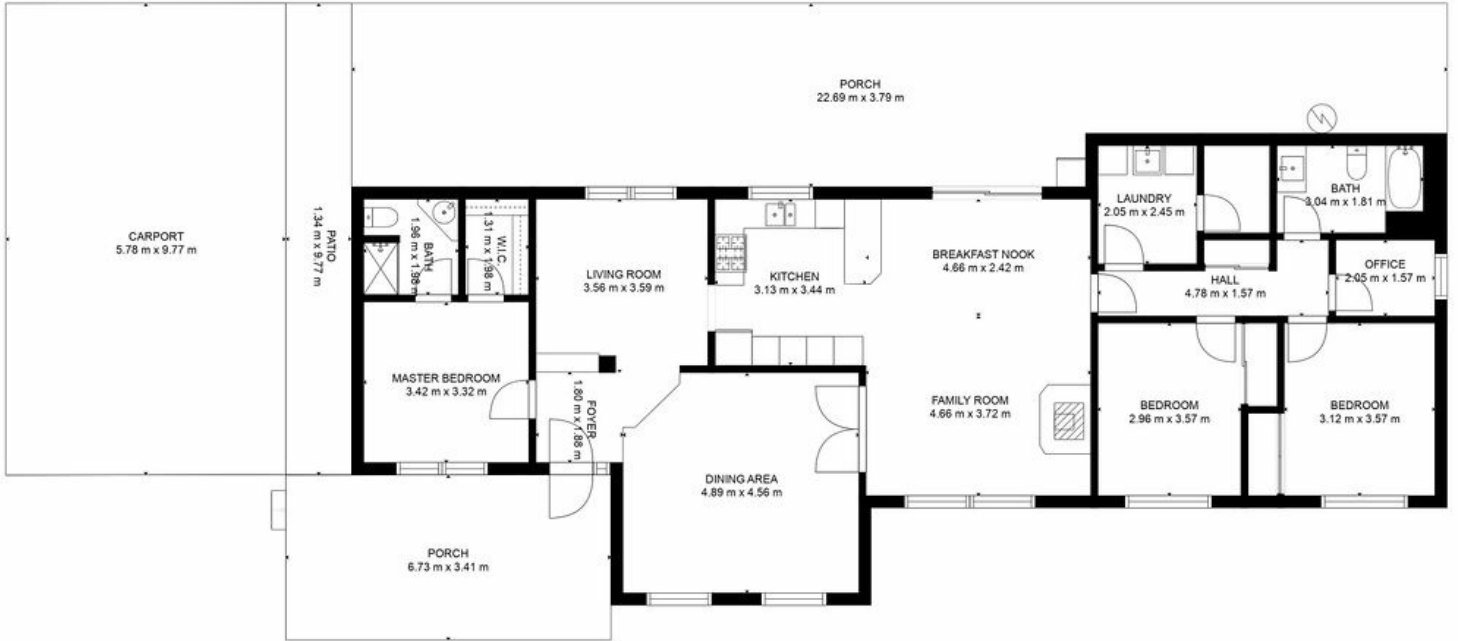 PORCH
22.69 m x 3.79 m
CARPORT
5.78 m x 9.77 m
PATIO
1.34 m x 9.77 m
BATH
1.96 m x 1.98 m
W.I.C.
1.31 m x 1.98 m
LIVING ROOM
3.56 m x 3.59 m
KITCHEN
3.13 m x 3.44 m
BREAKFAST NOOK
4.66 m x 2.42 m
LAUNDRY
2.05 m x 2.45 m
BATH
3.04 m x 1.81 m
HALL
4.78 m x 1.57 m
OFFICE
2.05 m x 1.57 m
MASTER BEDROOM
3.42 m x 3.32 m
FOYER
1.80 m x 1.88 m
FAMILY ROOM
4.66 m x 3.72 m
BEDROOM
2.96 m x 3.57 m
BEDROOM
3.12 m x 3.57 m
DINING AREA
4.89 m x 4.56 m
PORCH
6.73 m x 3.41 m